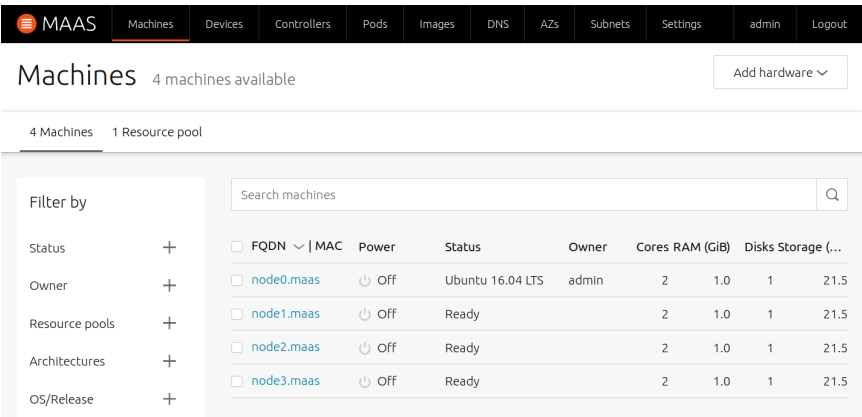 MAAS Machines Devices Controllers Pods Images DNS AZs Subnets Settings admin Logout
Machines 4 machines available Add hardware
4 Machines 1 Resource pool
Filter by
Status
Owner
Resource pools
Architectures
OS/Release
Search machines
FQDN | MAC Power Status Owner Cores RAM (GiB) Disks Storage (...
node0.maas Off Ubuntu 16.04 LTS admin 2 1.0 1 21.5
node1.maas Off Ready 2 1.0 1 21.5
node2.maas Off Ready 2 1.0 1 21.5
node3.maas Off Ready 2 1.0 1 21.5